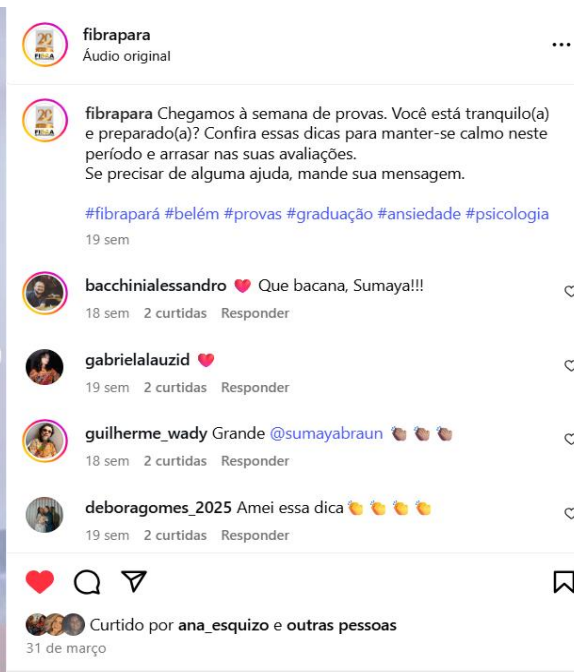 fibrapara
Áudio original
fibrapara Chegamos à semana de provas. Você está tranquilo(a)
e preparado(a)? Confira essas dicas para manter-se calmo neste
período e arrasar nas suas avaliações.
Se precisar de alguma ajuda, mande sua mensagem.
#fibrapará #belém #provas #graduação #ansiedade #psicologia
19 sem
bacchinialessandro ❤️ Que bacana, Sumaya!!!
18 sem 2 curtidas Responder
gabrielalauzid ❤️
19 sem 2 curtidas Responder
guilherme_wady Grande @sumayabraun 👏🏽 👏🏽 👏🏽
18 sem 2 curtidas Responder
deboragomes_2025 Amei essa dica👏 👏 👏 👏
19 sem 2 curtidas Responder
Curtido por ana_esquizo e outras pessoas
31 de março